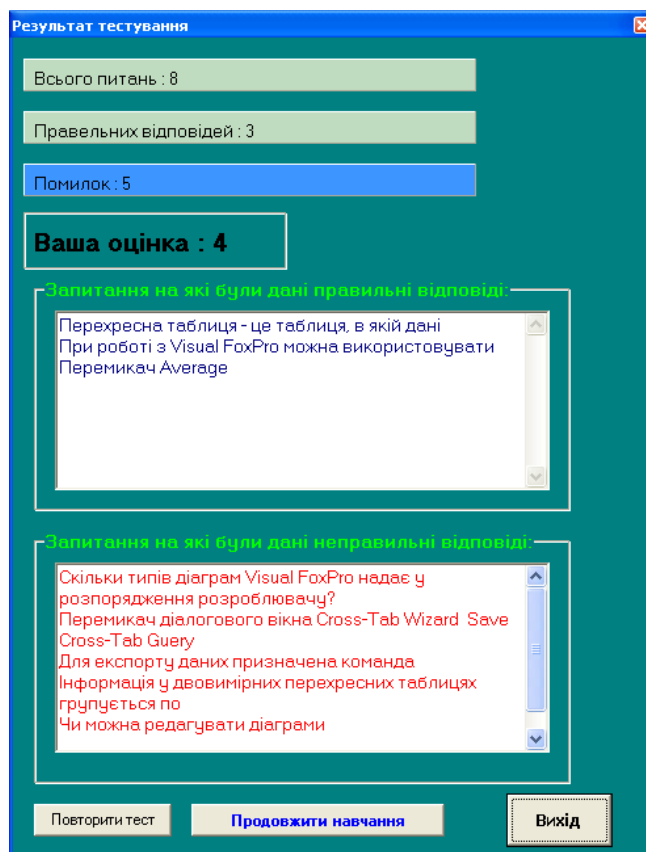 Результат тестування
Всього питань : 8
Правельних відповідей : 3
Помилок : 5
Ваша оцінка : 4
Запитання на які були дані правильні відповіді:
Перехресна таблиця - це таблиця, в якій дані
При роботі з Visual FoxPro можна використовувати
Перемикач Average
Запитання на які були дані неправильні відповіді:
Скільки типів діаграм Visual FoxPro надає у
розпорядження розроблювачу?
Перемикач діалогового вікна Cross-Tab Wizard  Save
Cross-Tab Guery
Для експорту даних призначена команда
Інформація у двовимірних перехресних таблицях
групується по
Чи можна редагувати діаграми
Повторити тест
Продовжити навчання
Вихід